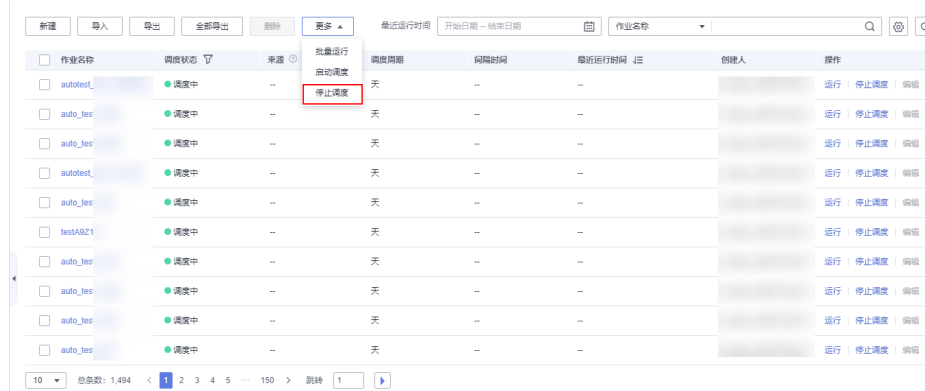 新建 导入 导出 全部导出 删除 更多 最近运行时间 开始日期 – 结束日期 作业名称
批量运行
启动调度
停止调度
作业名称 调度状态 来源 调度周期 间隔时间 最近运行时间 创建人 操作
autotest_ 调度中 -- 天 -- -- 运行 停止调度 编辑
auto_tes 调度中 -- 天 -- -- 运行 停止调度 编辑
auto_tes 调度中 -- 天 -- -- 运行 停止调度 编辑
autotest_ 调度中 -- 天 -- -- 运行 停止调度 编辑
auto_tes 调度中 -- 天 -- -- 运行 停止调度 编辑
testA9Z1 调度中 -- 天 -- -- 运行 停止调度 编辑
auto_tes 调度中 -- 天 -- -- 运行 停止调度 编辑
auto_tes 调度中 -- 天 -- -- 运行 停止调度 编辑
auto_tes 调度中 -- 天 -- -- 运行 停止调度 编辑
auto_tes 调度中 -- 天 -- -- 运行 停止调度 编辑
10 总条数: 1,494 < 1 2 3 4 5 ... 150 > 跳转 1